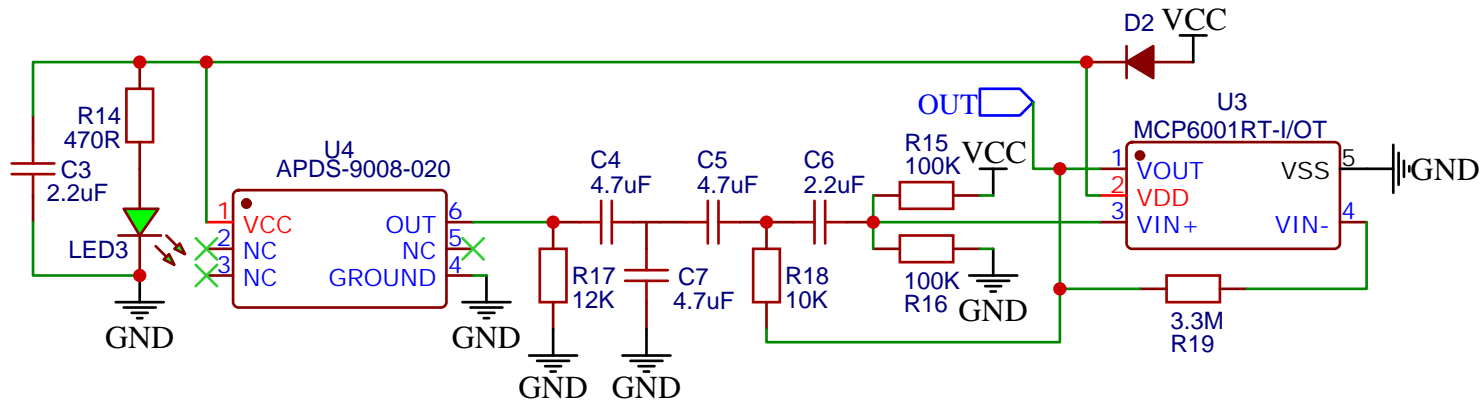 D2
VCC
OUT
U3
MCP6001RT-I/OT
R14
470R
C3
2.2uF
LED3
GND
U4
APDS-9008-020
1
VCC
2
NC
3
NC
OUT
6
NC
5
GROUND
4
GND
C4
4.7uF
C5
4.7uF
C6
2.2uF
R15
100K
VCC
R17
12K
GND
C7
4.7uF
GND
R18
10K
100K
R16
GND
1
VOUT
2
VDD
3
VIN+
VSS
5
GND
VIN-
4
3.3M
R19